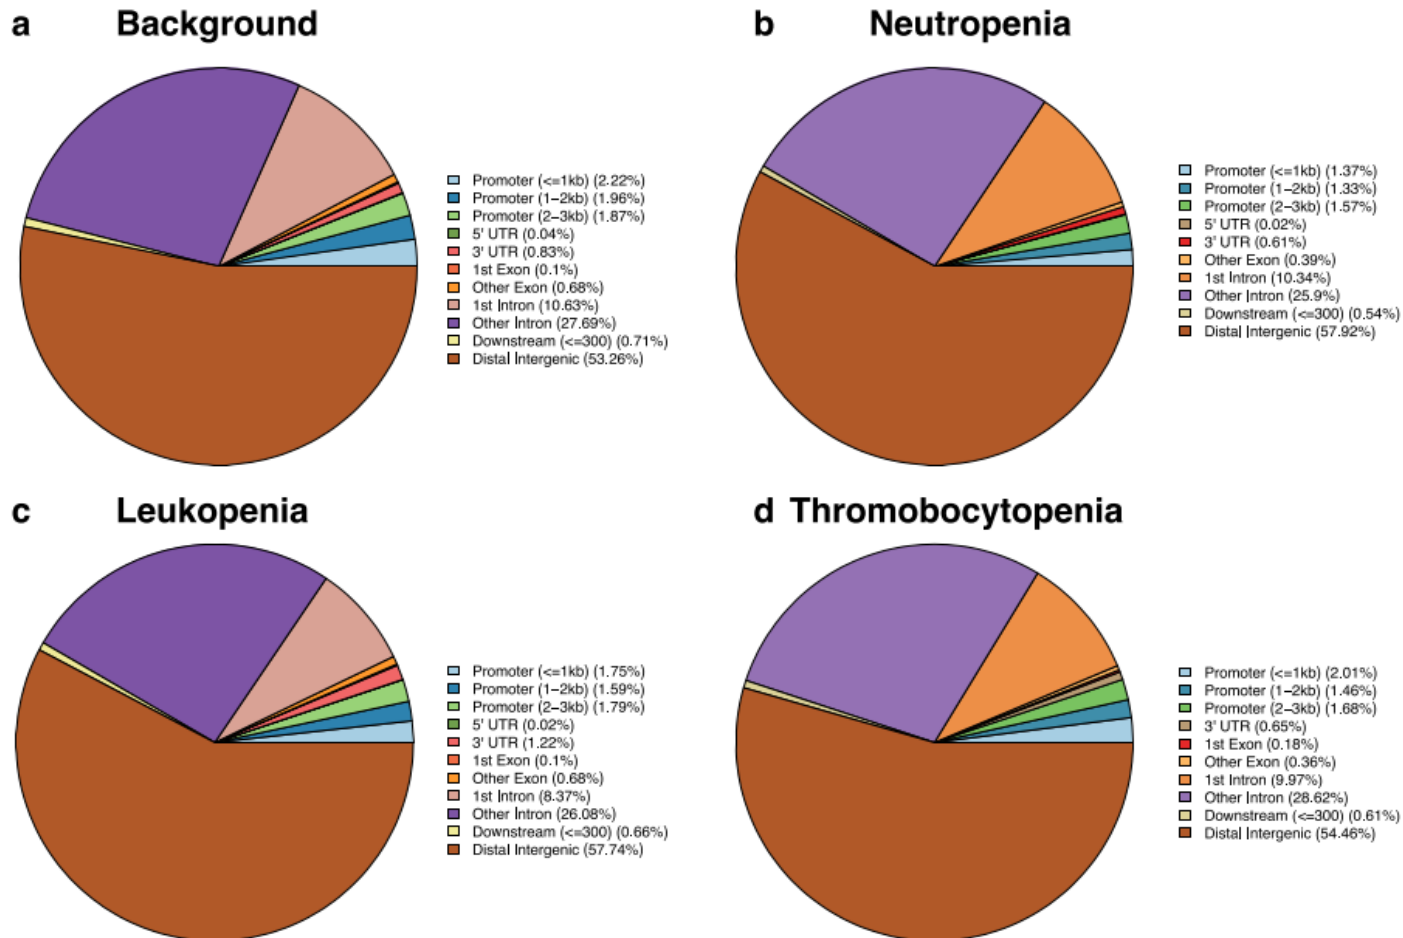 a Background
Promoter (<=1kb) (2.22%)
Promoter (1−2kb) (1.96%)
Promoter (2−3kb) (1.87%)
5' UTR (0.04%)
3' UTR (0.83%)
1st Exon (0.1%)
Other Exon (0.68%)
1st Intron (10.63%)
Other Intron (27.69%)
Downstream (<=300) (0.71%)
Distal Intergenic (53.26%)
b Neutropenia
Promoter (<=1kb) (1.37%)
Promoter (1−2kb) (1.33%)
Promoter (2−3kb) (1.57%)
5' UTR (0.02%)
3' UTR (0.61%)
Other Exon (0.39%)
1st Intron (10.34%)
Other Intron (25.9%)
Downstream (<=300) (0.54%)
Distal Intergenic (57.92%)
c Leukopenia
Promoter (<=1kb) (1.75%)
Promoter (1−2kb) (1.59%)
Promoter (2−3kb) (1.79%)
5' UTR (0.02%)
3' UTR (1.22%)
1st Exon (0.1%)
Other Exon (0.68%)
1st Intron (8.37%)
Other Intron (26.08%)
Downstream (<=300) (0.66%)
Distal Intergenic (57.74%)
d Thromobocytopenia
Promoter (<=1kb) (2.01%)
Promoter (1−2kb) (1.46%)
Promoter (2−3kb) (1.68%)
3' UTR (0.65%)
1st Exon (0.18%)
Other Exon (0.36%)
1st Intron (9.97%)
Other Intron (28.62%)
Downstream (<=300) (0.61%)
Distal Intergenic (54.46%)